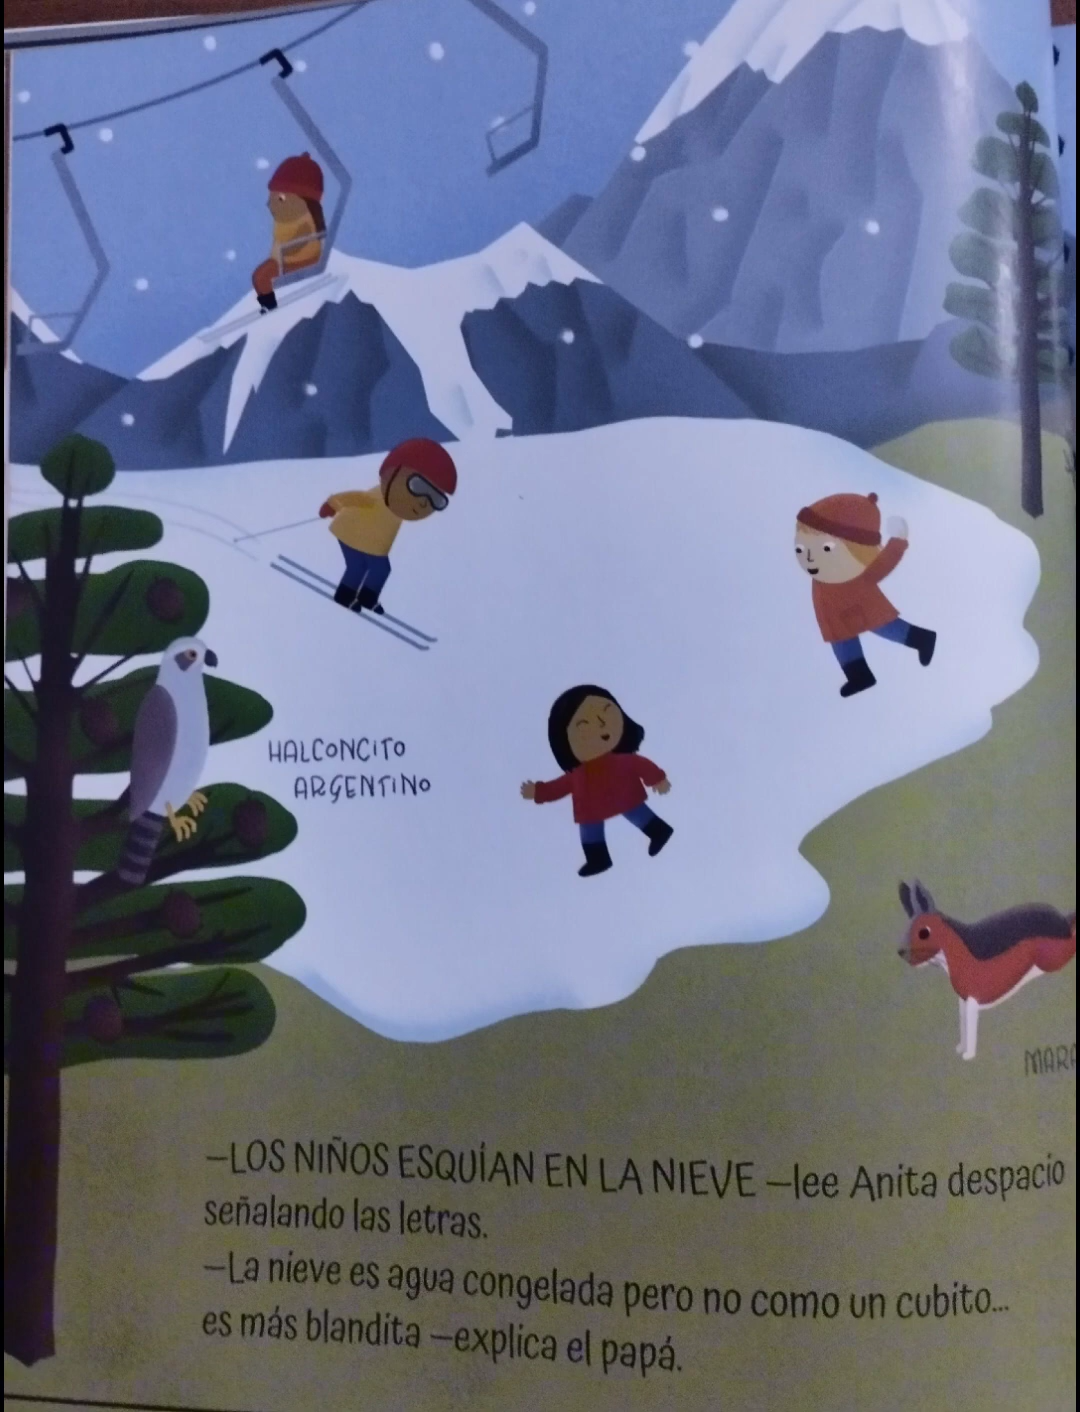 HALCONCITO
ARGENTINO
MARA
—LOS NIÑOS ESQUÍAN EN LA NIEVE —lee Anita despacio
señalando las letras.
—La nieve es agua congelada pero no como un cubito...
es más blandita —explica el papá.